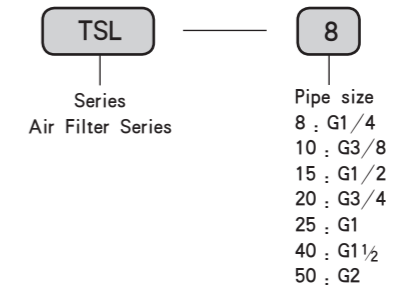 TSL 8
Series
Air Filter Series
Pipe size
8 : G1/4
10 : G3/8
15 : G1/2
20 : G3/4
25 : G1
40 : G1½
50 : G2